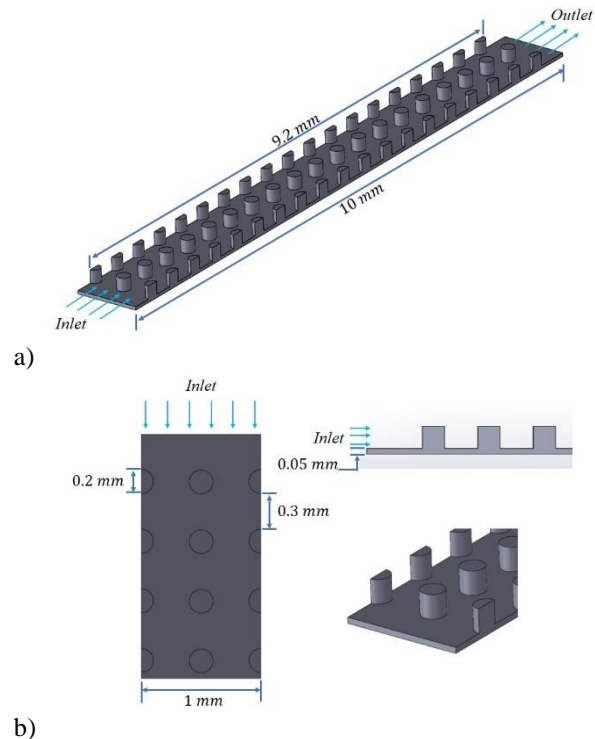 Outlet
9.2 mm
10 mm
Inlet
a)
Inlet
Inlet
0.2 mm
0.05 mm
0.3 mm
1 mm
b)